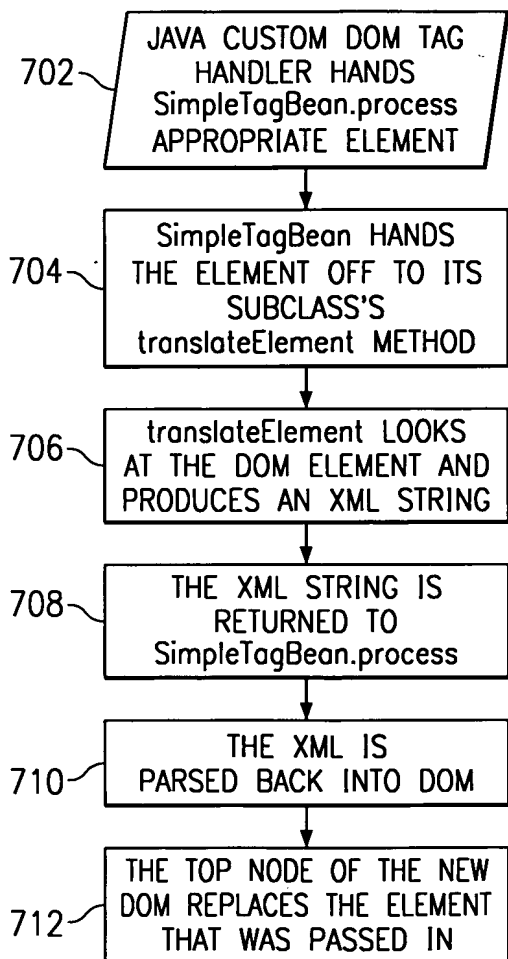 702
JAVA CUSTOM DOM TAG
HANDLER HANDS
SimpleTagBean.process
APPROPRIATE ELEMENT
704
SimpleTagBean HANDS
THE ELEMENT OFF TO ITS
SUBCLASS'S
translateElement METHOD
706
translateElement LOOKS
AT THE DOM ELEMENT AND
PRODUCES AN XML STRING
708
THE XML STRING IS
RETURNED TO
SimpleTagBean.process
710
THE XML IS
PARSED BACK INTO DOM
712
THE TOP NODE OF THE NEW
DOM REPLACES THE ELEMENT
THAT WAS PASSED IN